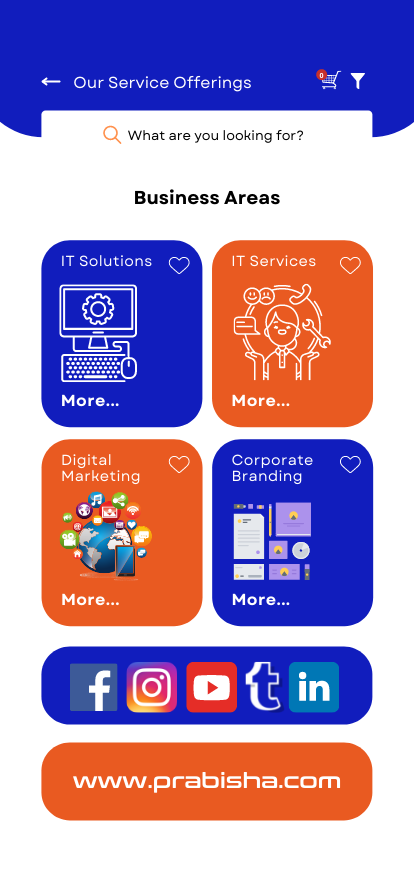 Our Service Offerings
0
What are you looking for?
Business Areas
IT Solutions
IT Services
More...
More...
Digital
Marketing
Corporate
Branding
More...
More...
f
t
in
www.prabisha.com